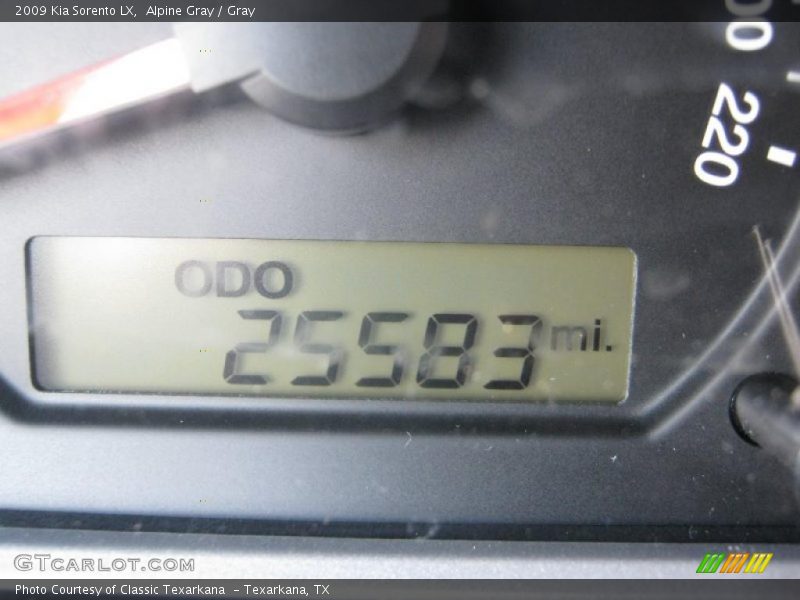 2009 Kia Sorento LX,  Alpine Gray / Gray
220
ODO
25583 mi.
GTCARLOT.COM
Photo Courtesy of Classic Texarkana  - Texarkana, TX